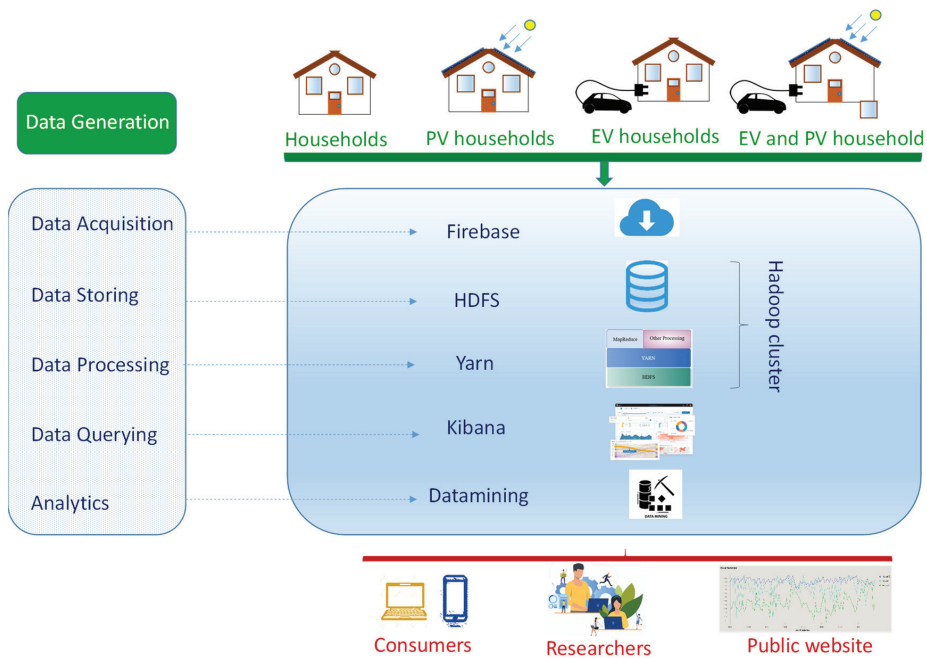 Data Generation
Households
PV households
EV households
EV and PV household
Data Acquisition
Firebase
Data Storing
HDFS
Hadoop cluster
MapReduce
Other Processing
YARN
HDFS
Data Processing
Yarn
Data Querying
Kibana
Analytics
Datamining
DATA MINING
Consumers
Researchers
Public website